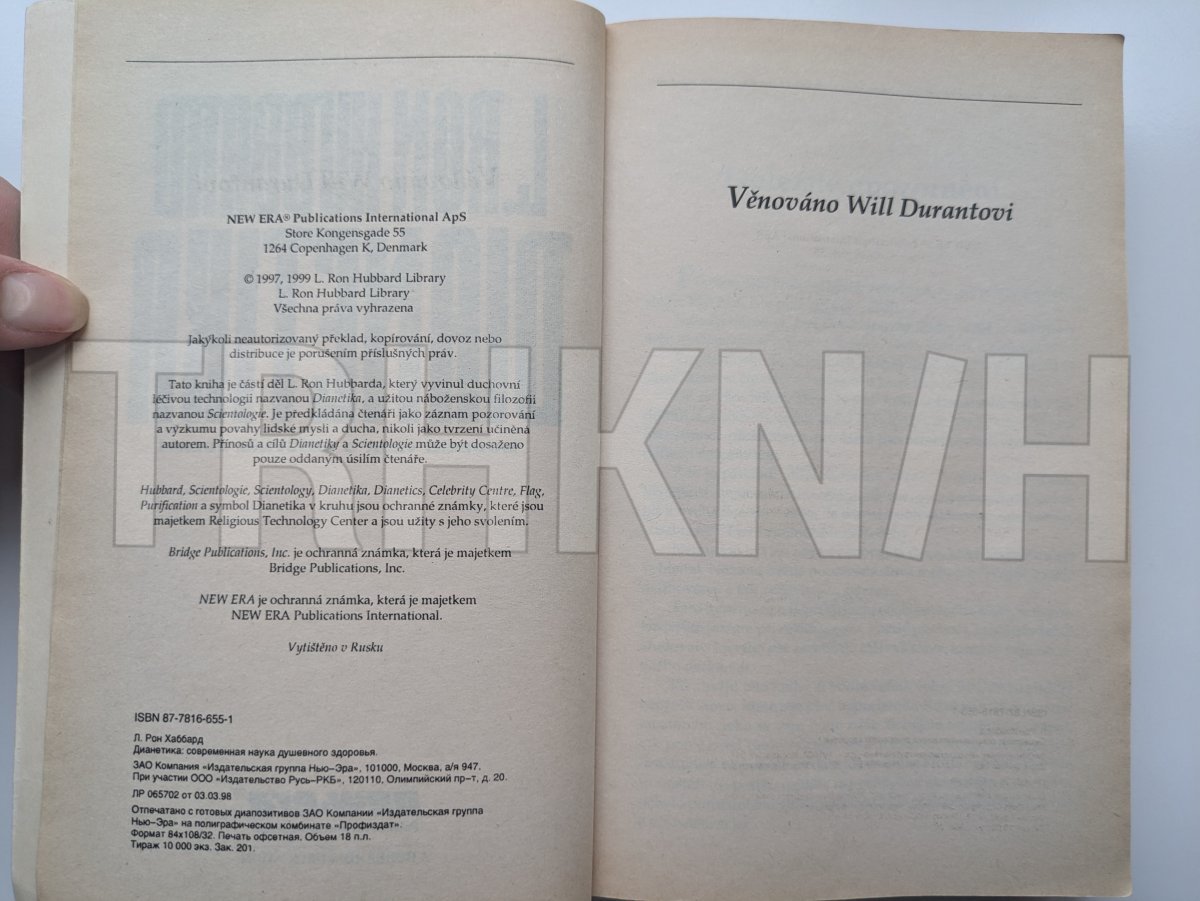 NEW ERA® Publications International ApS
Store Kongensgade 55
1264 Copenhagen K, Denmark
© 1997, 1999 L. Ron Hubbard Library
L. Ron Hubbard Library
Všechna práva vyhrazena
Jakýkoli neautorizovaný překlad, kopírování, dovoz nebo
distribuce je porušením příslušných práv.
Tato kniha je částí děl L. Ron Hubbarda, který vyvinul duchovní
léčivou technologii nazvanou Dianetika, a užitou náboženskou filozofii
nazvanou Scientologie. Je předkládána čtenáři jako záznam pozorování
a výzkumu povahy lidské mysli a ducha, nikoli jako tvrzení učiněná
autorem. Přínosů a cílů Dianetiky a Scientologie může být dosaženo
pouze oddaným úsilím čtenáře.
Hubbard, Scientologie, Scientology, Dianetika, Dianetics, Celebrity Centre, Flag,
Purification a symbol Dianetika v kruhu jsou ochranné známky, které jsou
majetkem Religious Technology Center a jsou užity s jeho svolením.
Bridge Publications, Inc. je ochranná známka, která je majetkem
Bridge Publications, Inc.
NEW ERA je ochranná známka, která je majetkem
NEW ERA Publications International.
Vytištěno v Rusku
ISBN 87-7816-655-1
Л. Рон Хаббард
Дианетика: современная наука душевного здоровья.
ЗАО Компания «Издательская группа Нью–Эра», 101000, Москва, а/я 947.
При участии ООО «Издательство Русь–РКБ», 120110, Олимпийский пр–т, д. 20.
ЛР 065702 от 03.03.98
Отпечатано с готовых диапозитивов ЗАО Компании «Издательская группа
Нью–Эра» на полиграфическом комбинате «Профиздат».
Формат 84х108/32. Печать офсетная. Объем 18 п.л.
Тираж 10 000 экз. Зак. 201.
Věnováno Will Durantovi
TRHKN/H